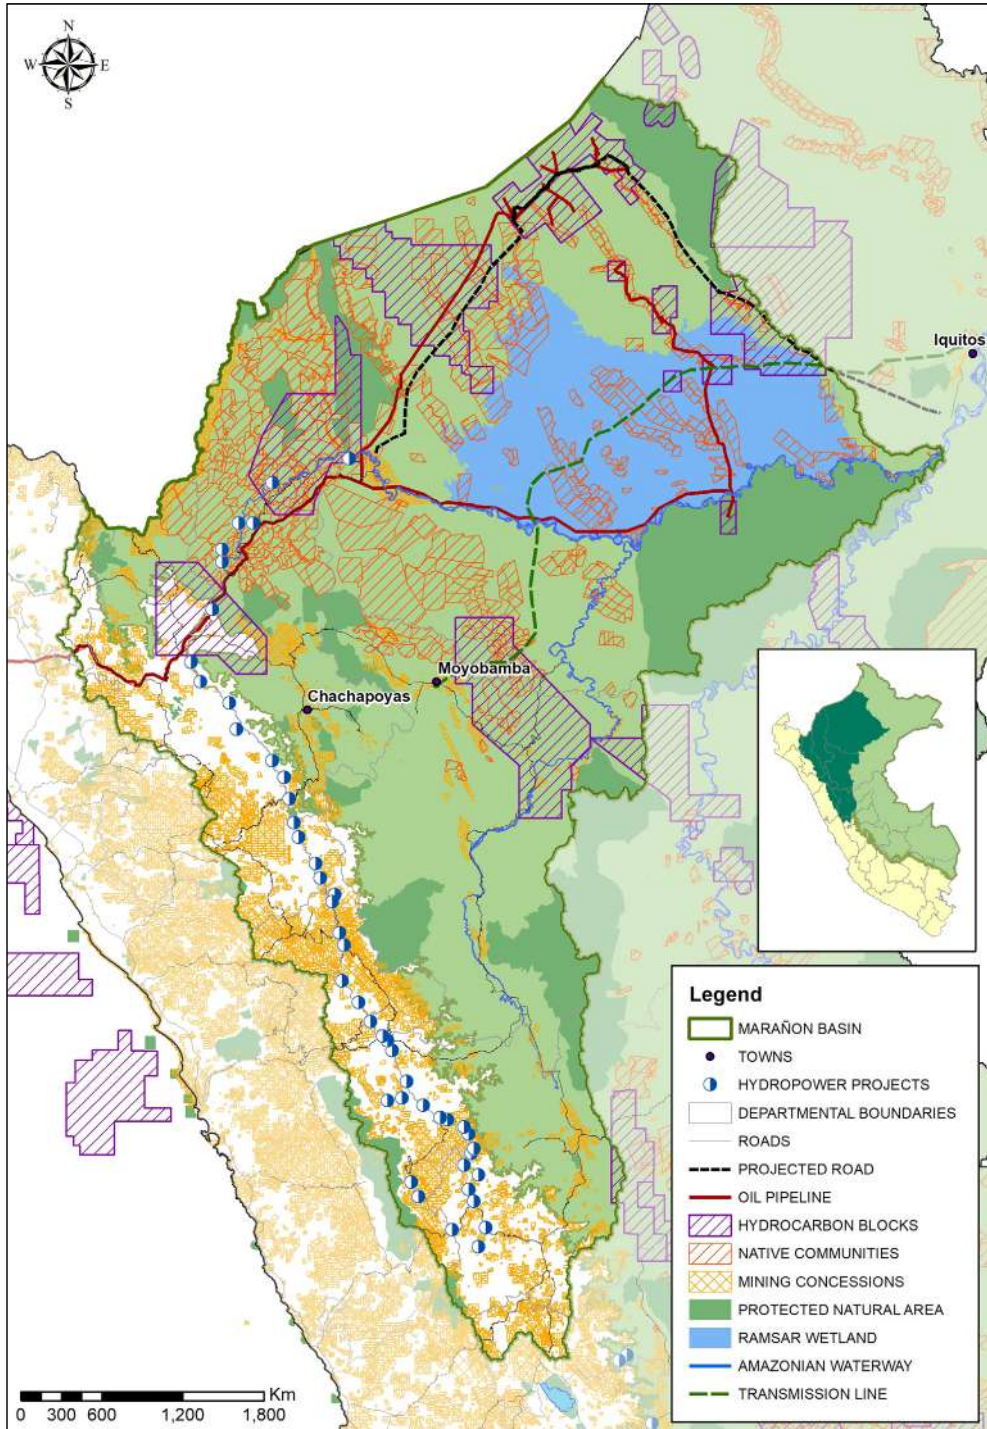 N
W E
S
Iquitos
Moyobamba
Chachapoyas
Legend
MARAÑON BASIN
TOWNS
HYDROPOWER PROJECTS
DEPARTMENTAL BOUNDARIES
ROADS
PROJECTED ROAD
OIL PIPELINE
HYDROCARBON BLOCKS
NATIVE COMMUNITIES
MINING CONCESSIONS
PROTECTED NATURAL AREA
RAMSAR WETLAND
AMAZONIAN WATERWAY
TRANSMISSION LINE
Km
0 300 600 1,200 1,800